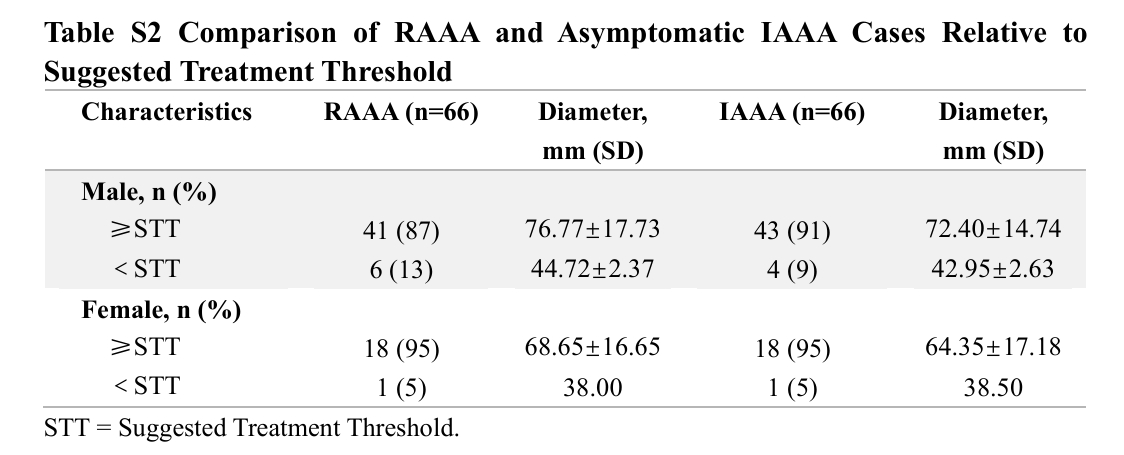 Table S2 Comparison of RAAA and Asymptomatic IAAA Cases Relative to
Suggested Treatment Threshold
Characteristics RAAA (n=66) Diameter, IAAA (n=66) Diameter,
mm (SD) mm (SD)
Male, n (%)
⩾STT 41 (87) 76.77±17.73 43 (91) 72.40±14.74
< STT 6 (13) 44.72±2.37 4 (9) 42.95±2.63
Female, n (%)
⩾STT 18 (95) 68.65±16.65 18 (95) 64.35±17.18
< STT 1 (5) 38.00 1 (5) 38.50
STT = Suggested Treatment Threshold.